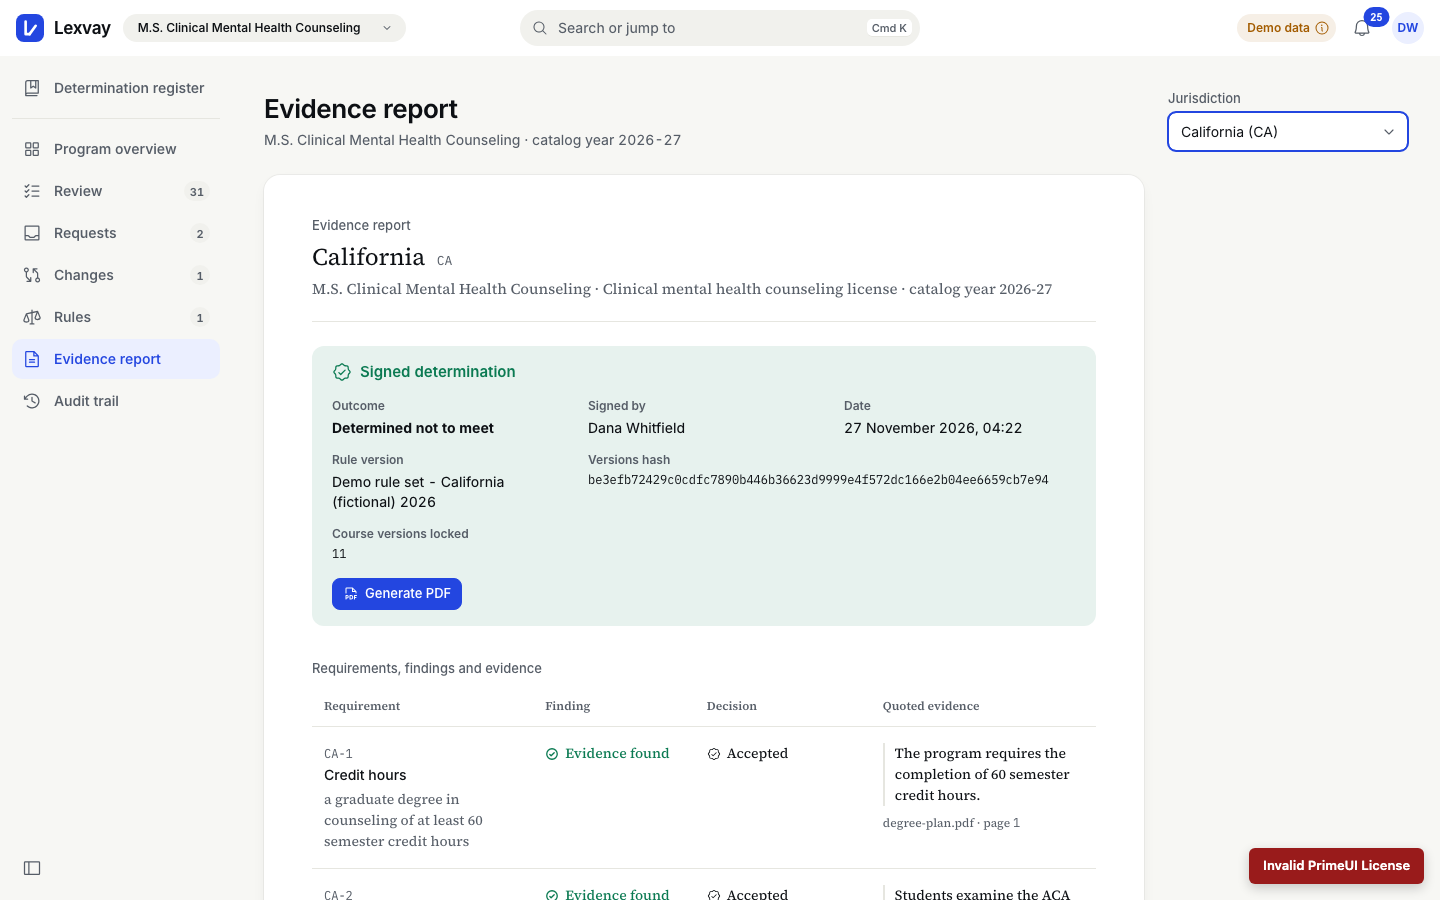 Lexvay
M.S. Clinical Mental Health Counseling
Search or jump to
Cmd K
Demo data
25
DW
Determination register
Program overview
Review
31
Requests
2
Changes
1
Rules
1
Evidence report
Audit trail
Evidence report
M.S. Clinical Mental Health Counseling · catalog year 2026-27
Jurisdiction
California (CA)
Evidence report
California CA
M.S. Clinical Mental Health Counseling · Clinical mental health counseling license · catalog year 2026-27
Signed determination
Outcome
Determined not to meet
Signed by
Dana Whitfield
Date
27 November 2026, 04:22
Rule version
Demo rule set - California
(fictional) 2026
Versions hash
be3efb72429c0cdfc7890b446b36623d9999e4f572dc166e2b04ee6659cb7e94
Course versions locked
11
PDF
Generate PDF
Requirements, findings and evidence
Requirement
Finding
Decision
Quoted evidence
CA-1
Credit hours
a graduate degree in
counseling of at least 60
semester credit hours
Evidence found
Accepted
The program requires the
completion of 60 semester
credit hours.
degree-plan.pdf · page 1
CA-2
Evidence found
Accepted
Students examine the ACA
Invalid PrimeUI License